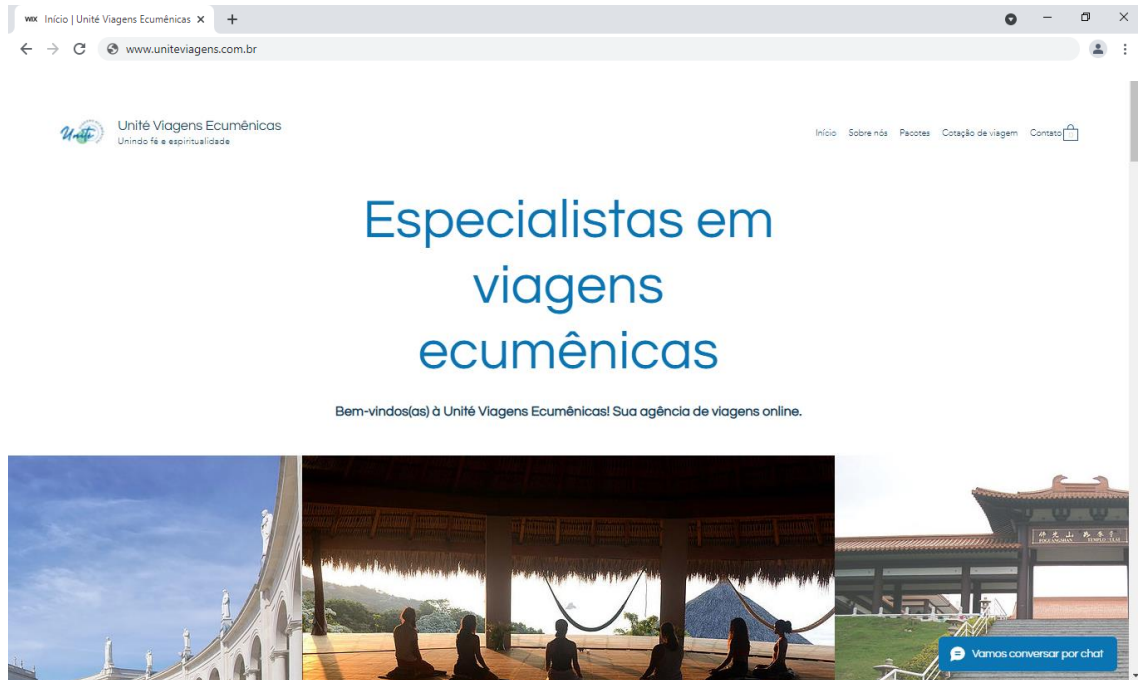 WIX Início | Unité Viagens Ecumênicas
www.uniteviagens.com.br
Unité
Unité Viagens Ecumênicas
Unindo fé e espiritualidade
Início Sobre nós Pacotes Cotação de viagem Contato
Especialistas em
viagens
ecumênicas
Bem-vindos(as) à Unité Viagens Ecumênicas! Sua agência de viagens online.
Vamos conversar por chat